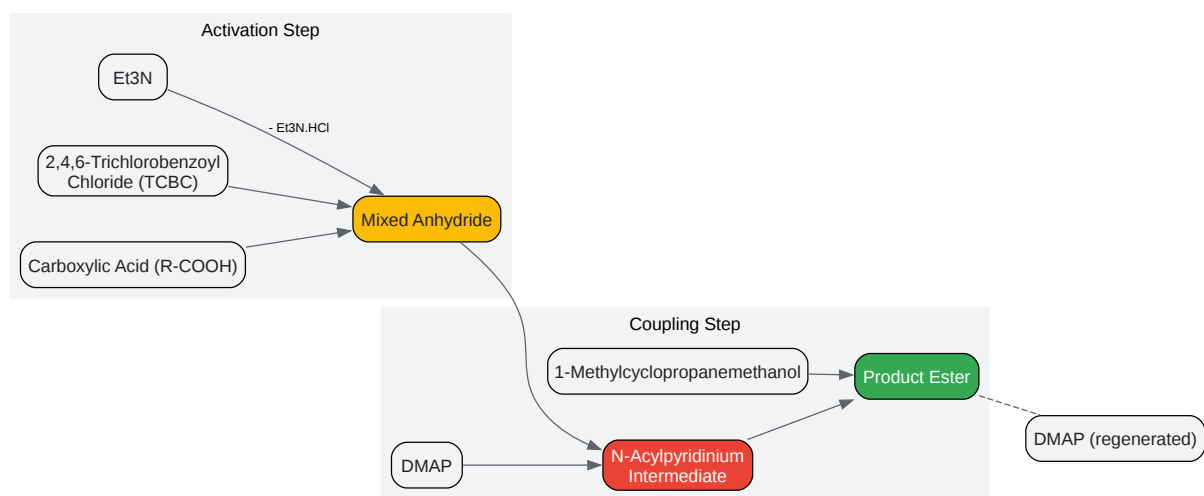 Activation Step
Et3N
- Et3N.HCl
2,4,6-Trichlorobenzoyl
Chloride (TCBC)
Mixed Anhydride
Carboxylic Acid (R-COOH)
Coupling Step
1-Methylcyclopropanemethanol
Product Ester
DMAP (regenerated)
DMAP
N-Acylpyridinium
Intermediate